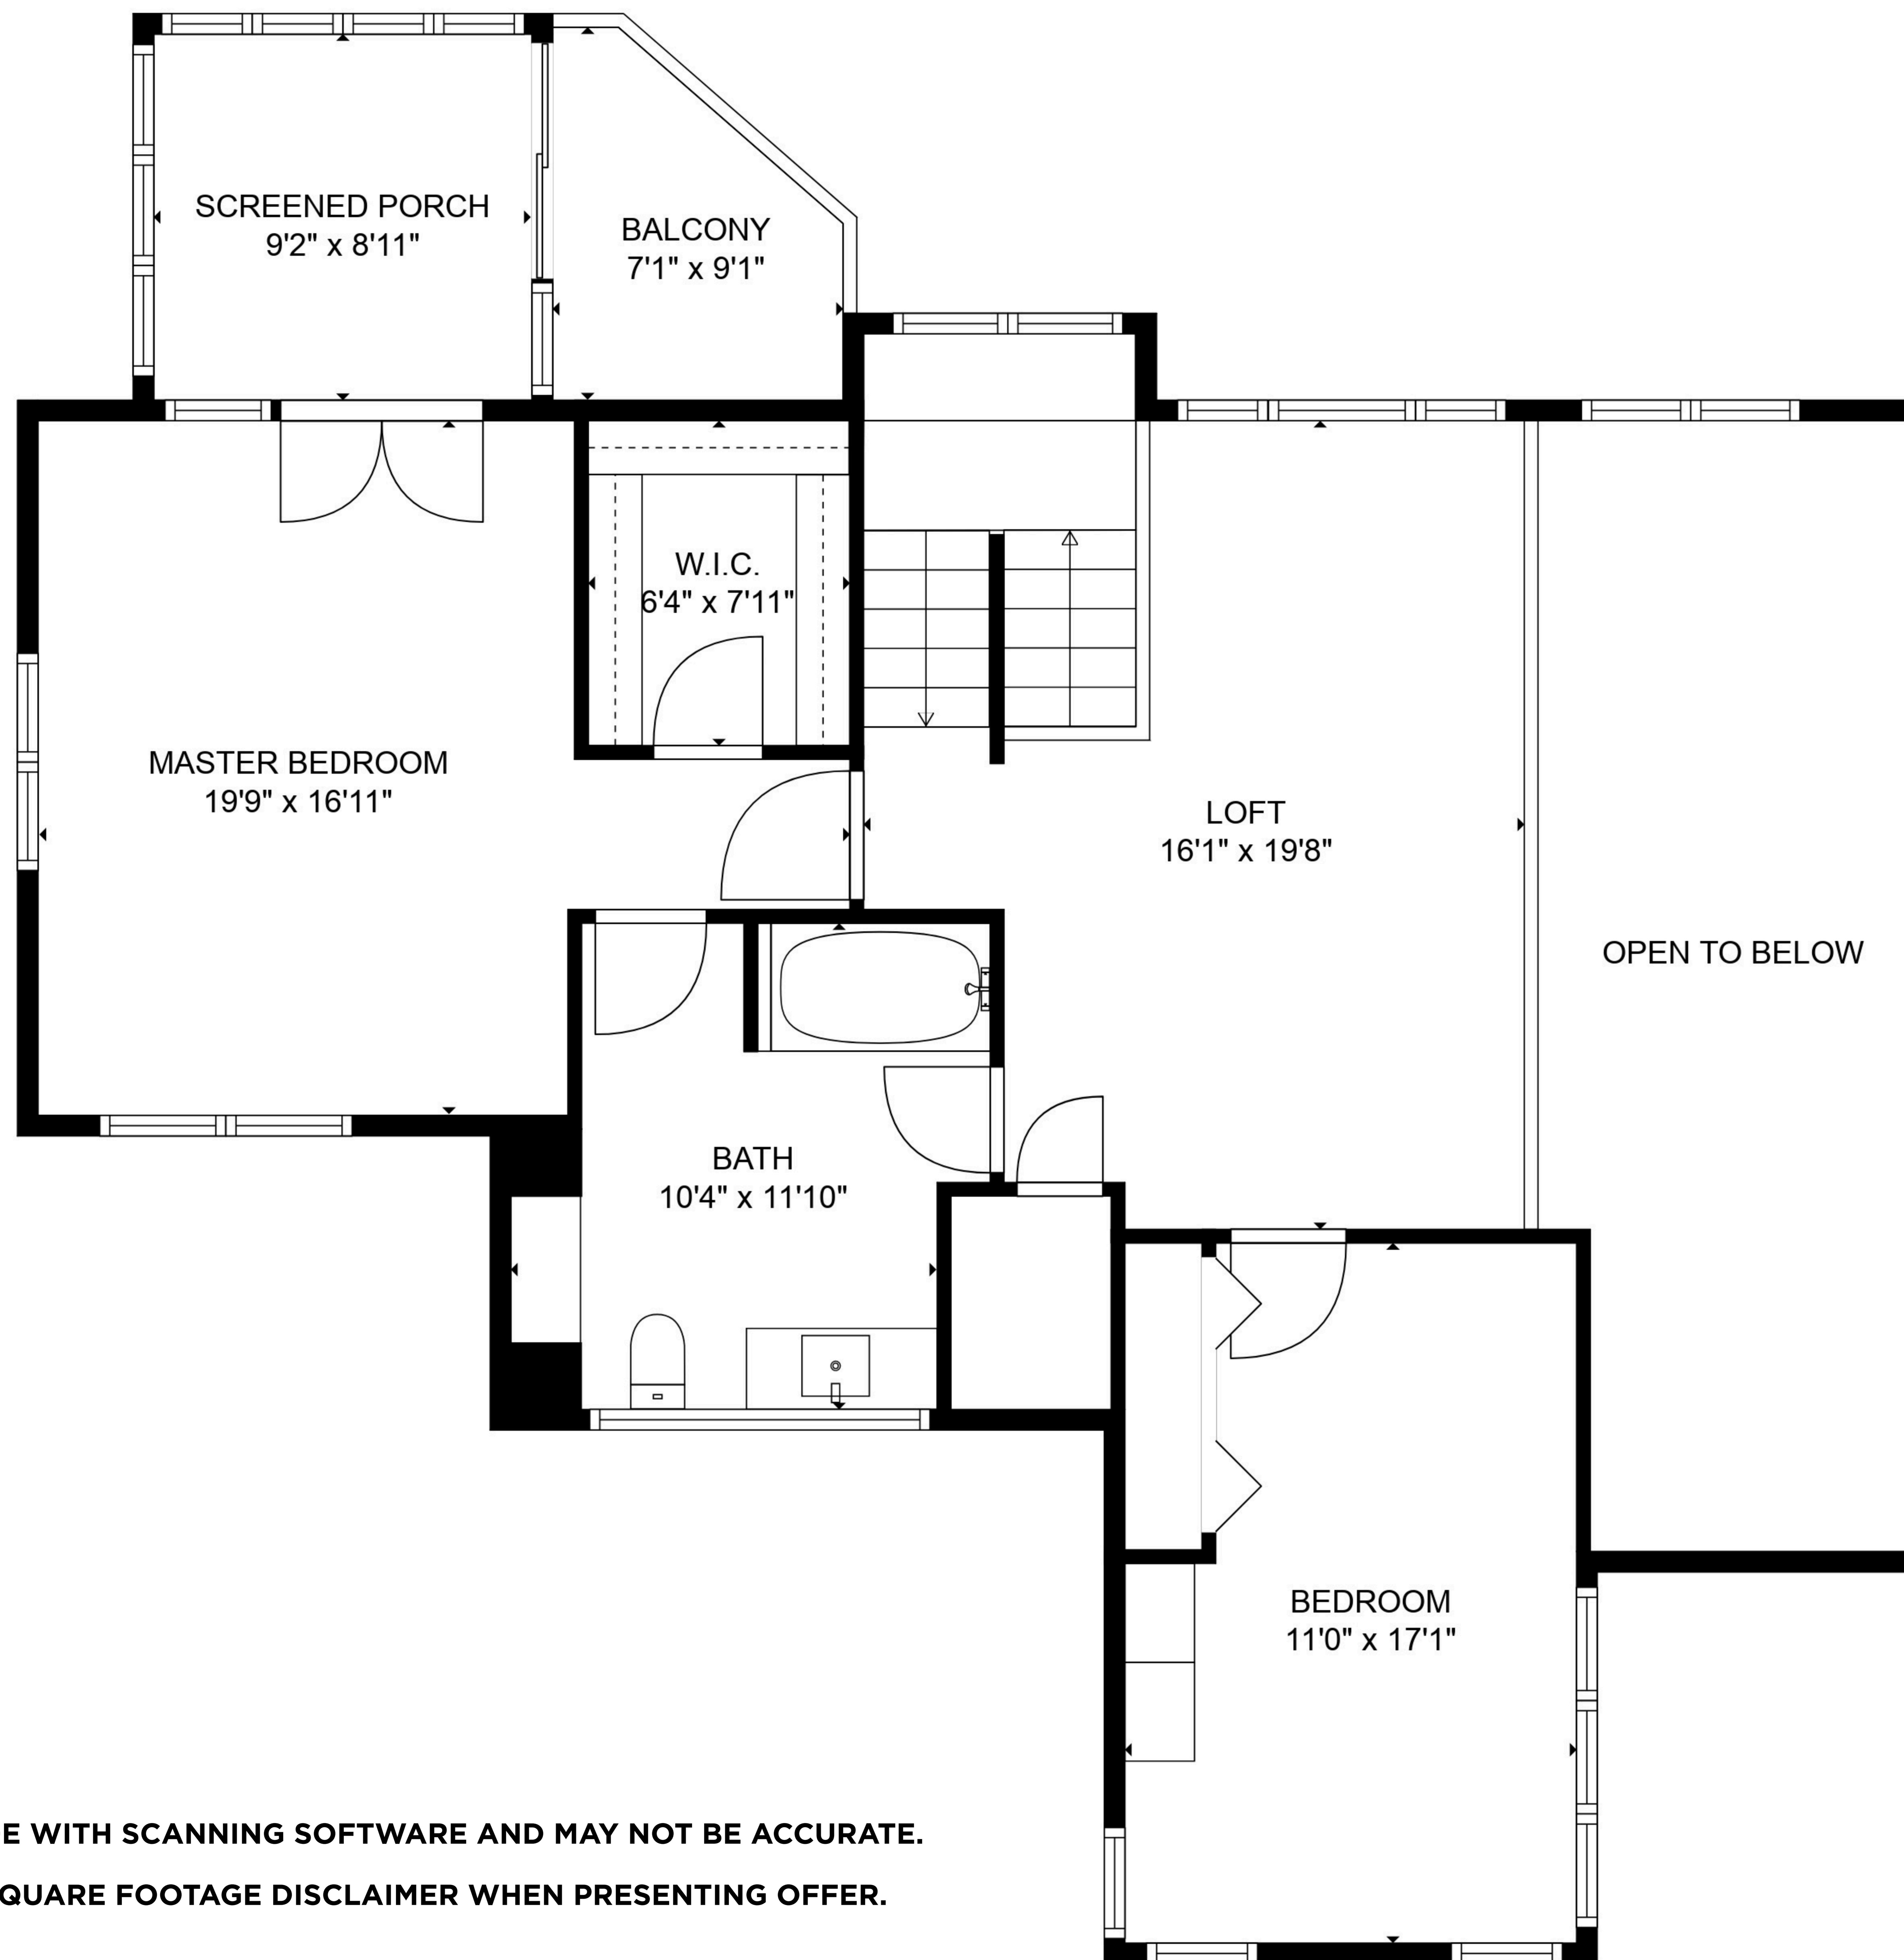 SCREENED PORCH
9'2" x 8'11"
BALCONY
7'1" x 9'1"
W.I.C.
6'4" x 7'11"
MASTER BEDROOM
19'9" x 16'11"
LOFT
16'1" x 19'8"
OPEN TO BELOW
BATH
10'4" x 11'10"
BEDROOM
11'0" x 17'1"
E WITH SCANNING SOFTWARE AND MAY NOT BE ACCURATE.
QUARE FOOTAGE DISCLAIMER WHEN PRESENTING OFFER.